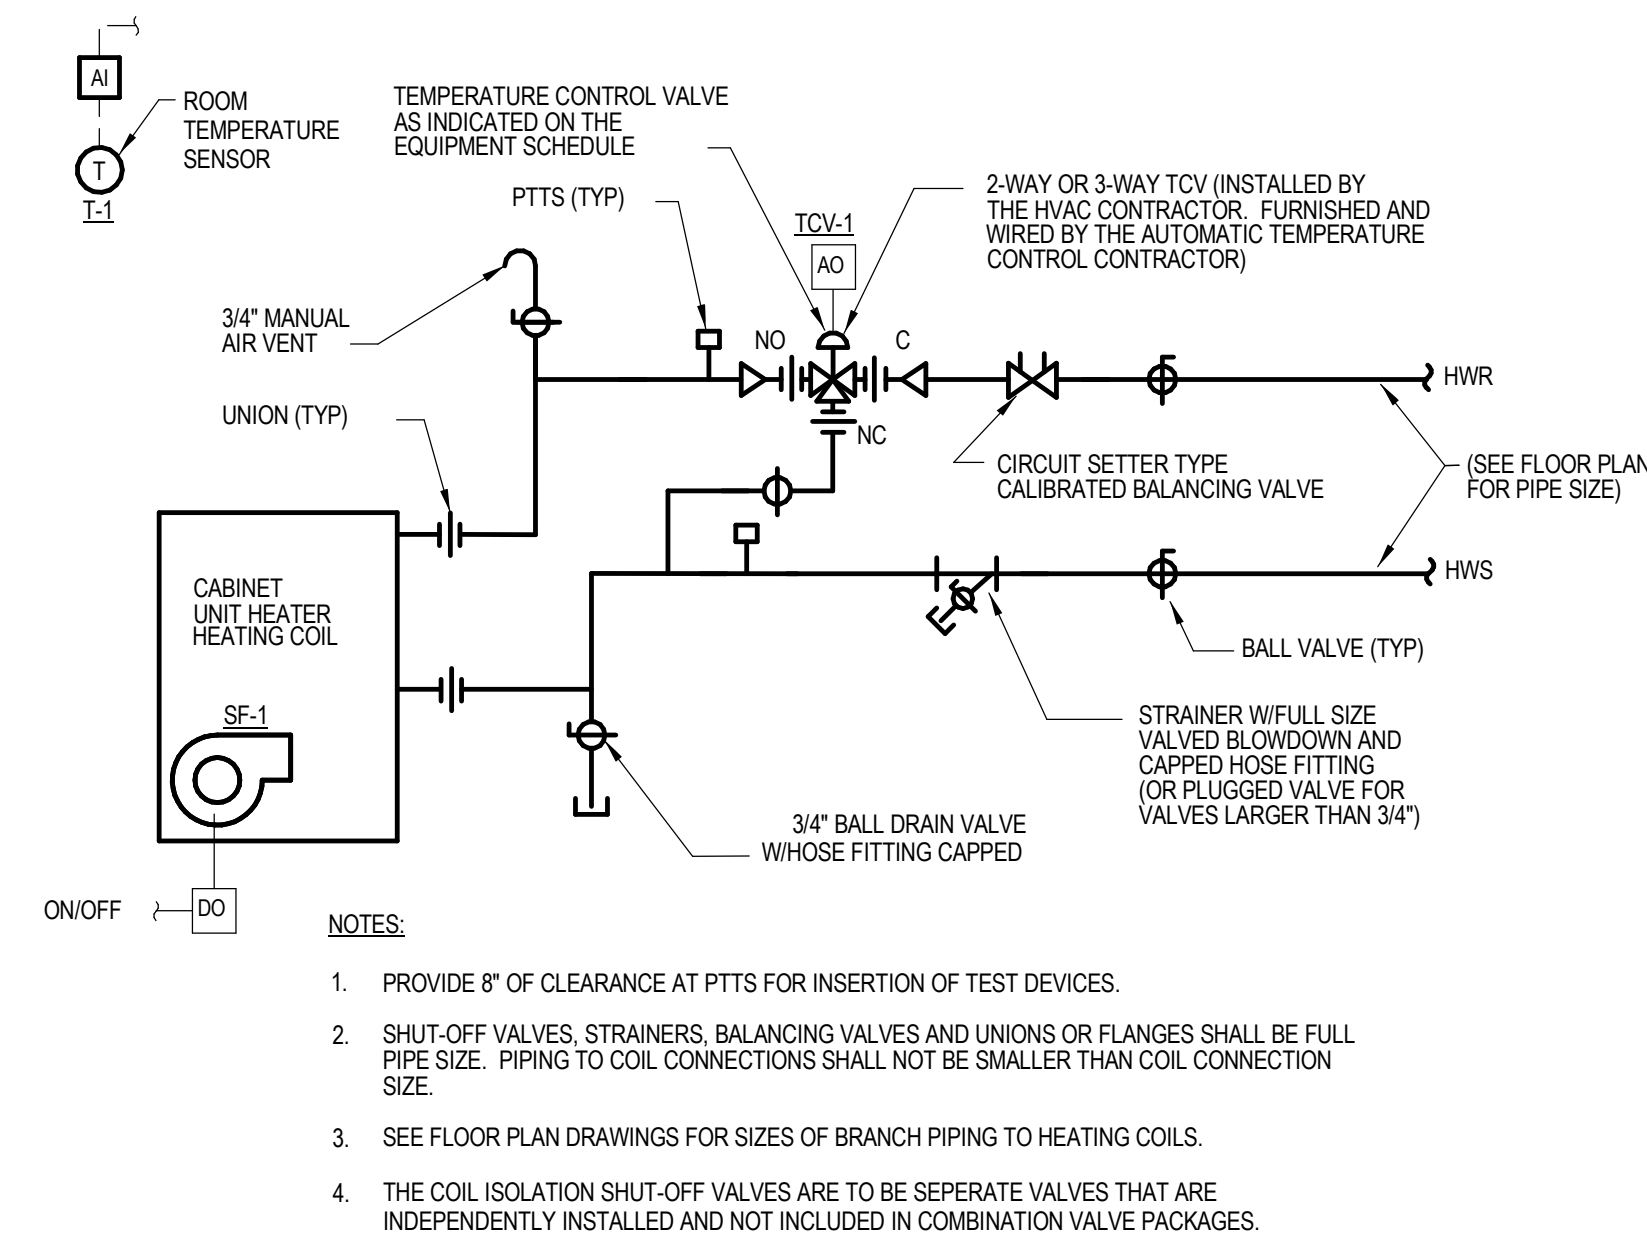 AI
ROOM
TEMPERATURE
SENSOR
T
T-1
TEMPERATURE CONTROL VALVE
AS INDICATED ON THE
EQUIPMENT SCHEDULE
PTTS (TYP)
TCV-1
AO
2-WAY OR 3-WAY TCV (INSTALLED BY
THE HVAC CONTRACTOR.  FURNISHED AND
WIRED BY THE AUTOMATIC TEMPERATURE
CONTROL CONTRACTOR)
3/4" MANUAL
AIR VENT
NO
C
NC
HWR
UNION (TYP)
CIRCUIT SETTER TYPE
CALIBRATED BALANCING VALVE
(SEE FLOOR PLAN
FOR PIPE SIZE)
HWS
CABINET
UNIT HEATER
HEATING COIL
BALL VALVE (TYP)
SF-1
STRAINER W/FULL SIZE
VALVED BLOWDOWN AND
CAPPED HOSE FITTING
(OR PLUGGED VALVE FOR
VALVES LARGER THAN 3/4")
3/4" BALL DRAIN VALVE
W/HOSE FITTING CAPPED
ON/OFF
DO
NOTES:
1. PROVIDE 8" OF CLEARANCE AT PTTS FOR INSERTION OF TEST DEVICES.
2. SHUT-OFF VALVES, STRAINERS, BALANCING VALVES AND UNIONS OR FLANGES SHALL BE FULL
PIPE SIZE.  PIPING TO COIL CONNECTIONS SHALL NOT BE SMALLER THAN COIL CONNECTION
SIZE.
3. SEE FLOOR PLAN DRAWINGS FOR SIZES OF BRANCH PIPING TO HEATING COILS.
4. THE COIL ISOLATION SHUT-OFF VALVES ARE TO BE SEPERATE VALVES THAT ARE
INDEPENDENTLY INSTALLED AND NOT INCLUDED IN COMBINATION VALVE PACKAGES.